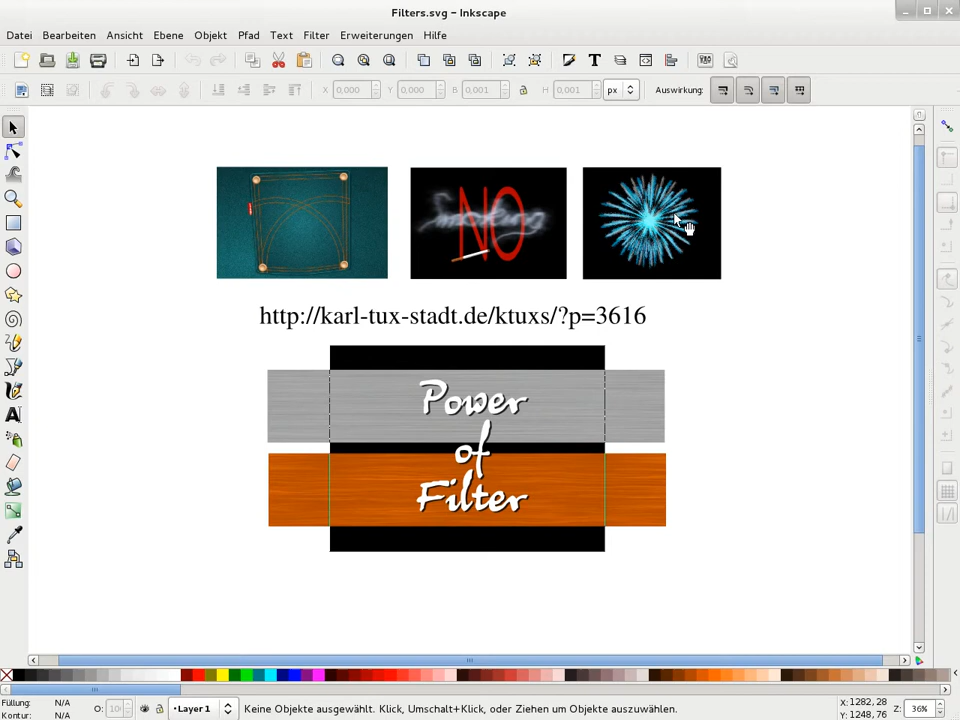 Filters.svg - Inkscape
Datei Bearbeiten Ansicht Ebene Objekt Pfad Text Filter Erweiterungen Hilfe
X 0,000 Y 0,000 B 0,001 H 0,001 px Auswirkung:
NO
Smoking
http://karl-tux-stadt.de/ktuxs/?p=3616
Power
of
Filter
Füllung: N/A
Kontur: N/A
O:
•Layer 1
Keine Objekte ausgewählt. Klick, Umschalt+Klick, oder Ziehen um Objekte auszuwählen.
X:1282,28
Y:1248,76
Z: 36%